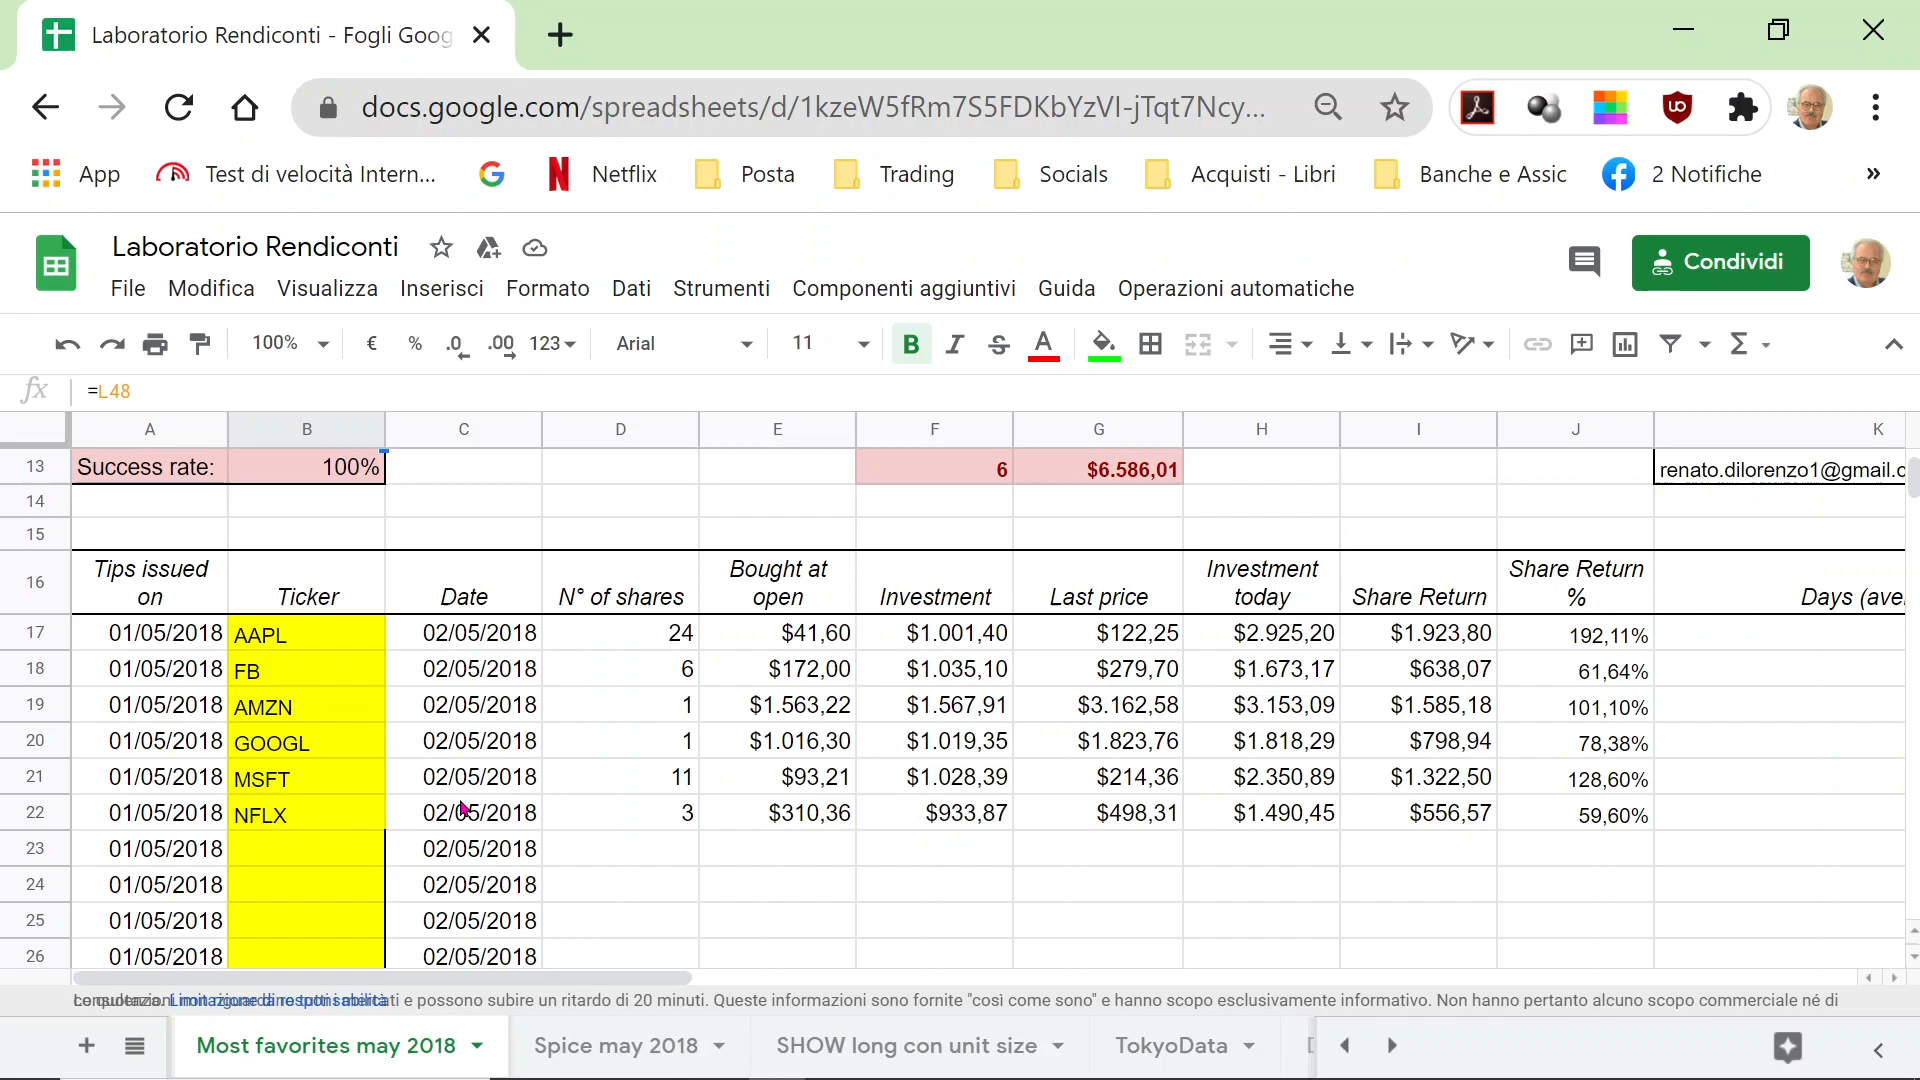 Laboratorio Rendiconti - Fogli Goog
docs.google.com/spreadsheets/d/1kzeW5fRm7S5FDKbYzVI-jTqt7Ncy...
App Test di velocità Intern... Netflix Posta Trading Socials Acquisti - Libri Banche e Assic 2 Notifiche »
Laboratorio Rendiconti
Condividi
File Modifica Visualizza Inserisci Formato Dati Strumenti Componenti aggiuntivi Guida Operazioni automatiche
100% € % .0 .00 123 Arial 11 B I S A Σ
fx =L48
A B C D E F G H I J K
13 Success rate: 100% 6 $6.586,01 renato.dilorenzo1@gmail.c
14
15
16 Tips issued on Ticker Date N° of shares Bought at open Investment Last price Investment today Share Return Share Return % Days (ave
17 01/05/2018 AAPL 02/05/2018 24 $41,60 $1.001,40 $122,25 $2.925,20 $1.923,80 192,11%
18 01/05/2018 FB 02/05/2018 6 $172,00 $1.035,10 $279,70 $1.673,17 $638,07 61,64%
19 01/05/2018 AMZN 02/05/2018 1 $1.563,22 $1.567,91 $3.162,58 $3.153,09 $1.585,18 101,10%
20 01/05/2018 GOOGL 02/05/2018 1 $1.016,30 $1.019,35 $1.823,76 $1.818,29 $798,94 78,38%
21 01/05/2018 MSFT 02/05/2018 11 $93,21 $1.028,39 $214,36 $2.350,89 $1.322,50 128,60%
22 01/05/2018 NFLX 02/05/2018 3 $310,36 $933,87 $498,31 $1.490,45 $556,57 59,60%
23 01/05/2018 02/05/2018
24 01/05/2018 02/05/2018
25 01/05/2018 02/05/2018
26 01/05/2018 02/05/2018
e possono subire un ritardo di 20 minuti. Queste informazioni sono fornite "così come sono" e hanno scopo esclusivamente informativo. Non hanno pertanto alcuno scopo commerciale né di
Most favorites may 2018 Spice may 2018 SHOW long con unit size TokyoData